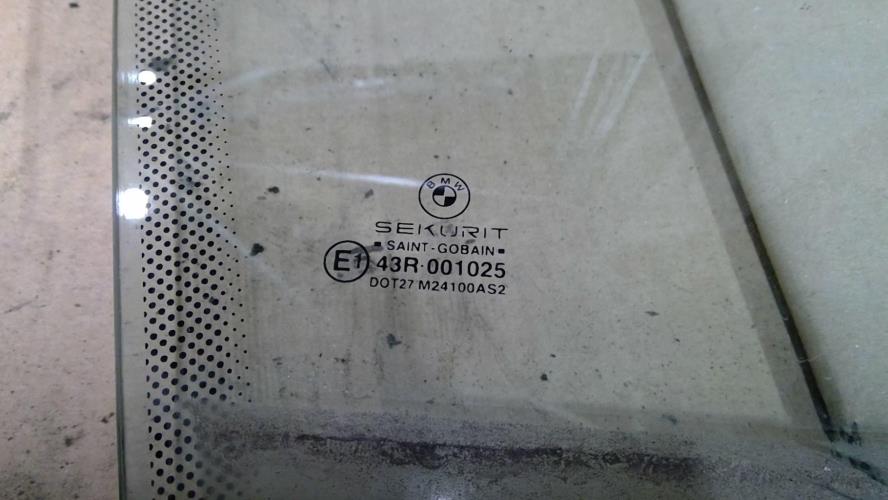 BMW
SEKURIT
SAINT-GOBAIN
E1 43R-001025
DOT27 M24100AS2